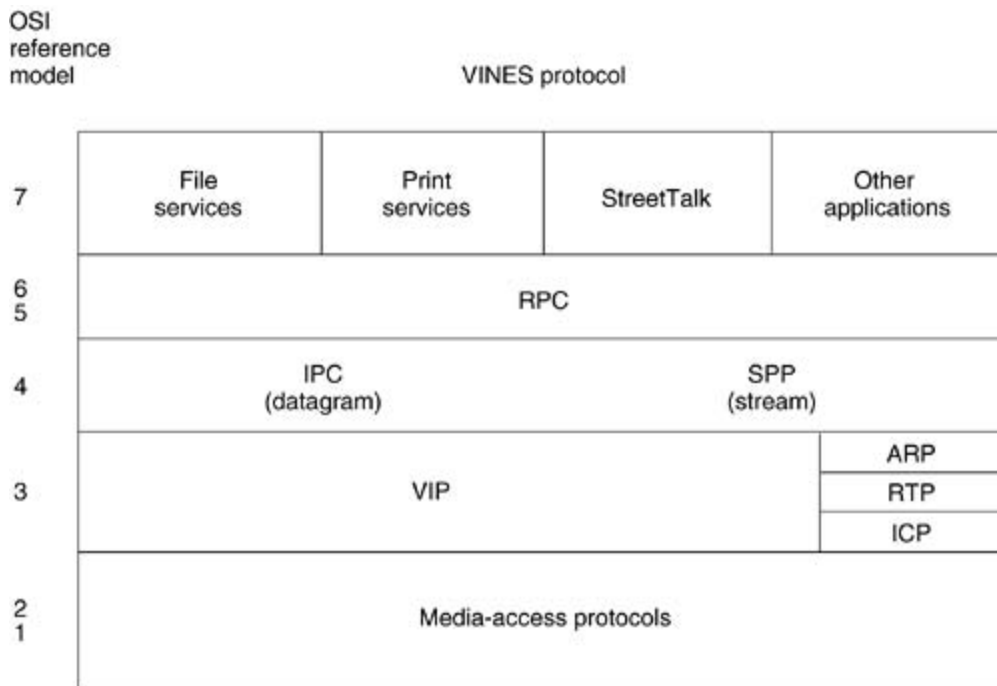 OSI
reference
model
VINES protocol
7
File
services
Print
services
StreetTalk
Other
applications
6
5
RPC
4
IPC
(datagram)
SPP
(stream)
3
VIP
ARP
RTP
ICP
2
1
Media-access protocols